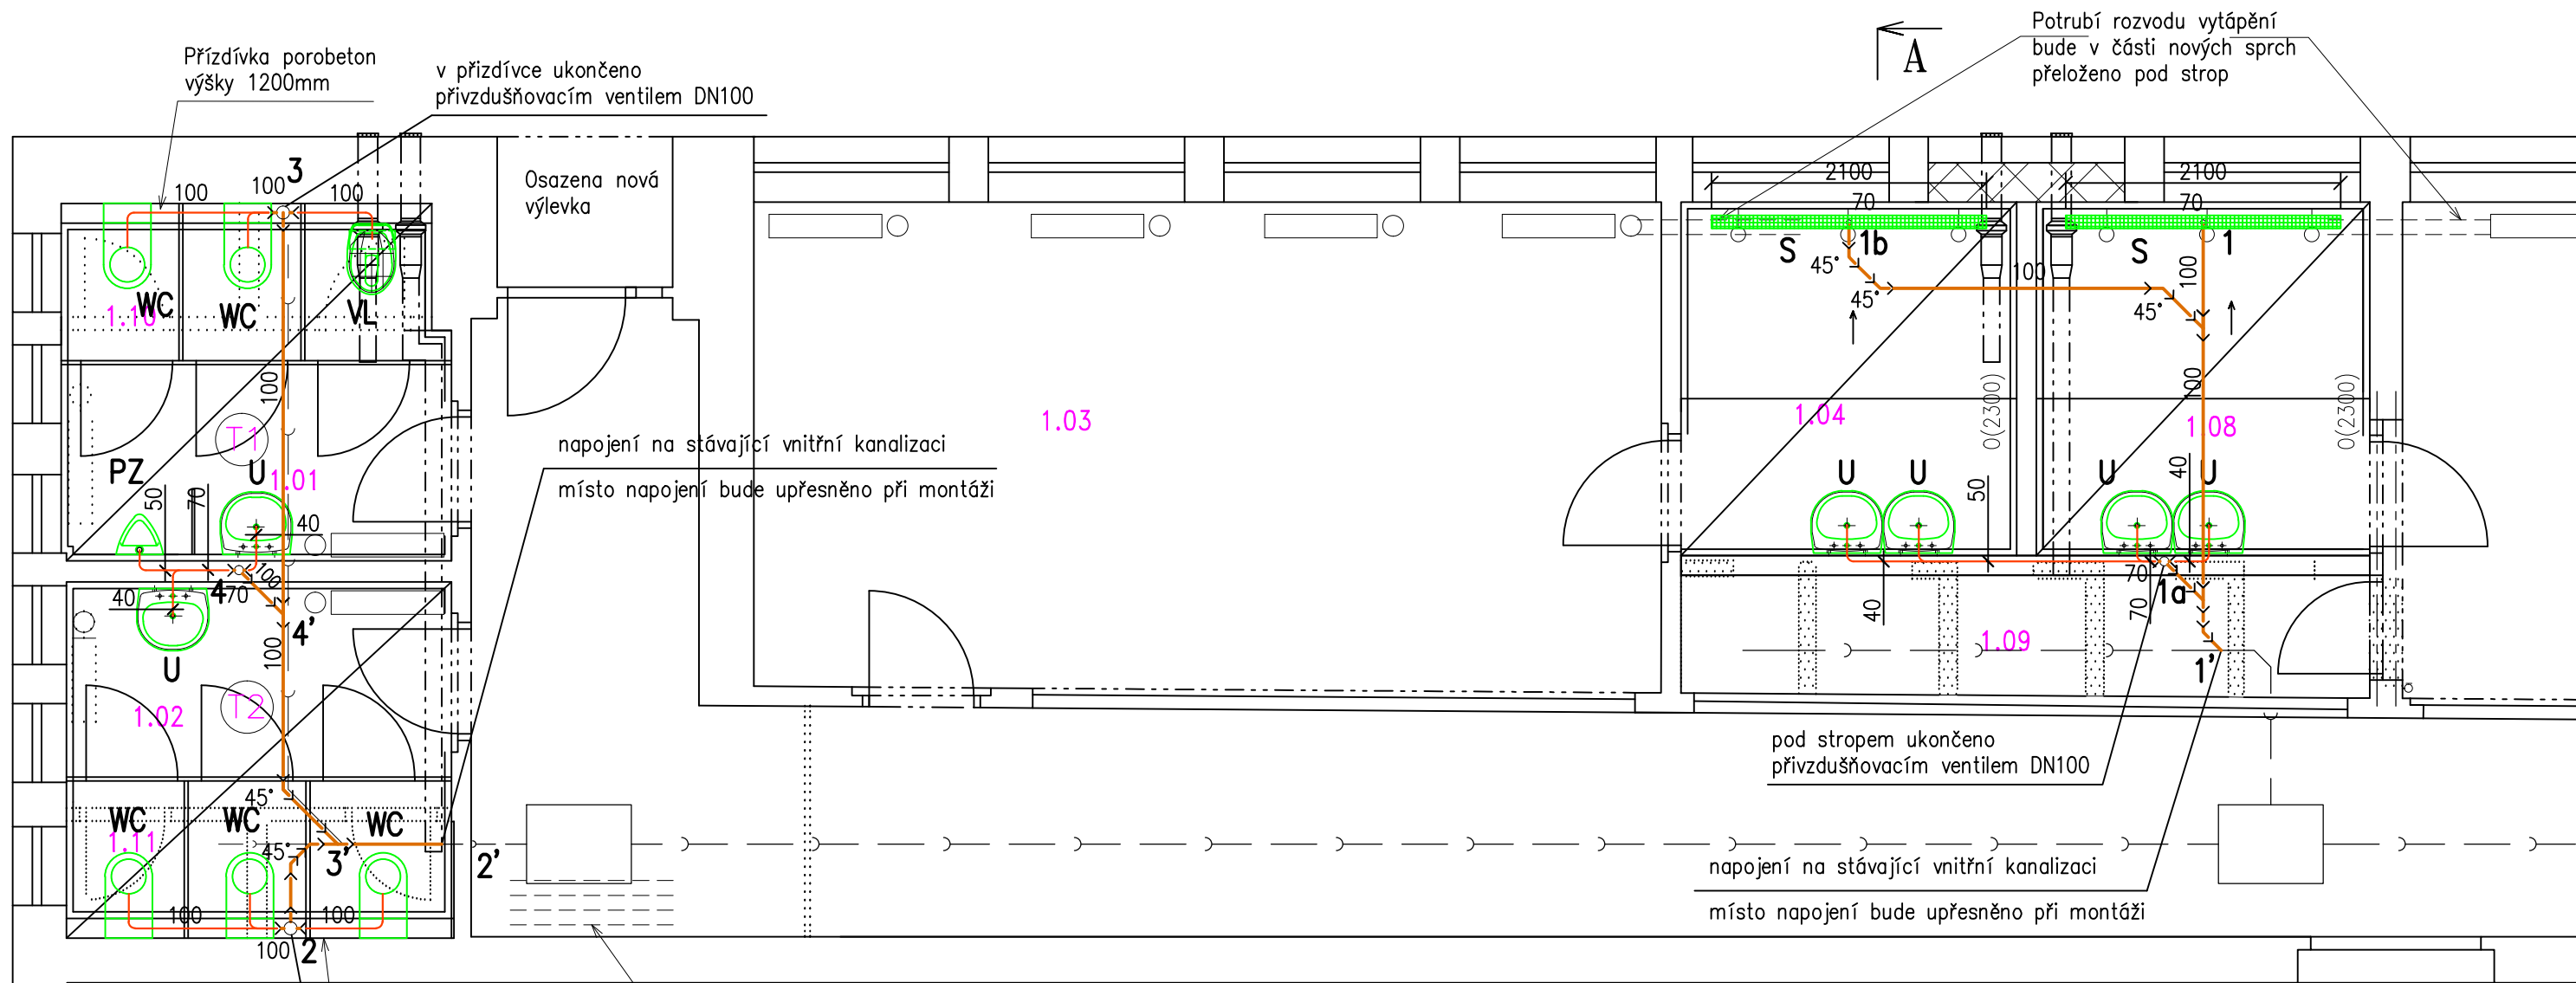 Přízdívka porobeton
výšky 1200mm
v přizdívce ukončeno
přivzdušňovacím ventilem DN100
A
Potrubí rozvodu vytápění
bude v části nových sprch
přeloženo pod strop
3
100
100
100
Osazena nová
výlevka
2100
2100
70
70
S
1b
S
1
45°
45°
100
100
45°
WC
WC
VL
1.10
100
T1
1.01
PZ
U
50
70
40
napojení na stávající vnitřní kanalizaci
místo napojení bude upřesněno při montáži
1.03
1.04
O(2300)
100
1.08
O(2300)
U
U
U
U
50
40
4
70
100
40
4'
100
U
T2
1.02
40
70
1a
70
1.09
1'
pod stropem ukončeno
přivzdušňovacím ventilem DN100
45°
WC
WC
WC
1.11
45°
3'
2'
napojení na stávající vnitřní kanalizaci
místo napojení bude upřesněno při montáži
100
100
100
2